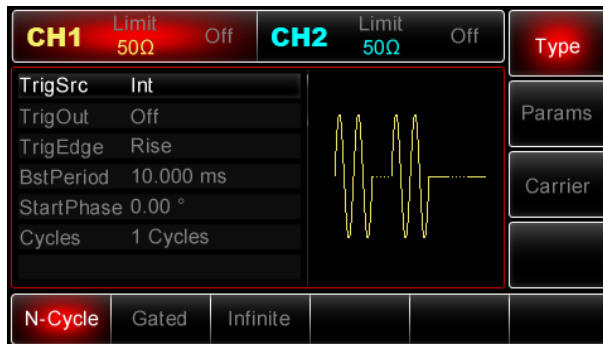 CH1 Limit 50Ω Off CH2 Limit 50Ω Off Type
TrigSrc Int
TrigOut Off
TrigEdge Rise
BstPeriod 10.000 ms
StartPhase 0.00 °
Cycles 1 Cycles
Params
Carrier
N-Cycle Gated Infinite